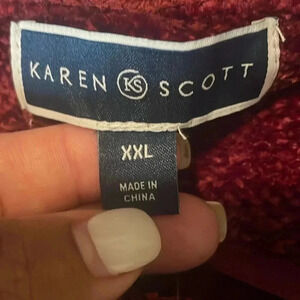 KAREN KS SCOTT
XXL
MADE IN
CHINA